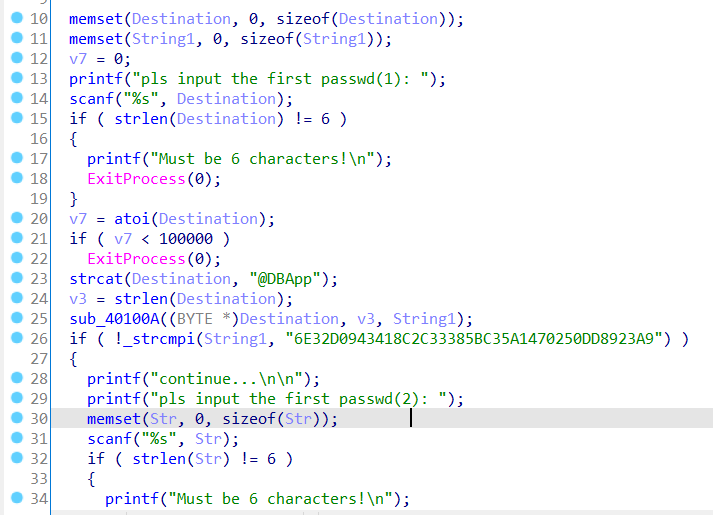 10 memset(Destination, 0, sizeof(Destination));
11 memset(String1, 0, sizeof(String1));
12 v7 = 0;
13 printf("pls input the first passwd(1): ");
14 scanf("%s", Destination);
15 if ( strlen(Destination) != 6 )
16 {
17 printf("Must be 6 characters!\n");
18 ExitProcess(0);
19 }
20 v7 = atoi(Destination);
21 if ( v7 < 100000 )
22 ExitProcess(0);
23 strcat(Destination, "@DBApp");
24 v3 = strlen(Destination);
25 sub_40100A((BYTE *)Destination, v3, String1);
26 if ( !_strcmpi(String1, "6E32D0943418C2C33385BC35A1470250DD8923A9") )
27 {
28 printf("continue...\n\n");
29 printf("pls input the first passwd(2): ");
30 memset(Str, 0, sizeof(Str));
31 scanf("%s", Str);
32 if ( strlen(Str) != 6 )
33 {
34 printf("Must be 6 characters!\n");